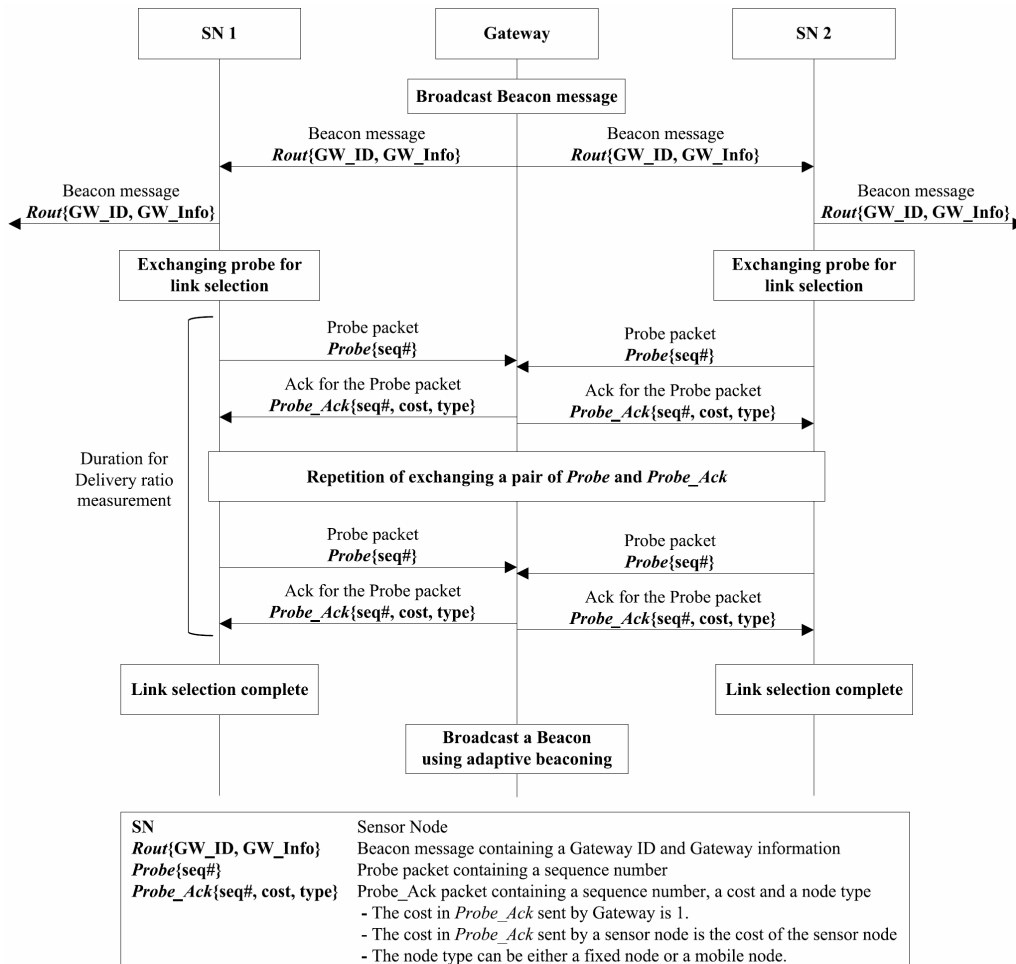 SN 1
Gateway
SN 2
Broadcast Beacon message
Beacon message
Rout{GW_ID, GW_Info}
Beacon message
Rout{GW_ID, GW_Info}
Beacon message
Rout{GW_ID, GW_Info}
Beacon message
Rout{GW_ID, GW_Info}
Exchanging probe for
link selection
Exchanging probe for
link selection
Probe packet
Probe{seq#}
Probe packet
Probe{seq#}
Ack for the Probe packet
Probe_Ack{seq#, cost, type}
Ack for the Probe packet
Probe_Ack{seq#, cost, type}
Duration for
Delivery ratio
measurement
Repetition of exchanging a pair of Probe and Probe_Ack
Probe packet
Probe{seq#}
Probe packet
Probe{seq#}
Ack for the Probe packet
Probe_Ack{seq#, cost, type}
Ack for the Probe packet
Probe_Ack{seq#, cost, type}
Link selection complete
Link selection complete
Broadcast a Beacon
using adaptive beaconing
SN Sensor Node
Rout{GW_ID, GW_Info} Beacon message containing a Gateway ID and Gateway information
Probe{seq#} Probe packet containing a sequence number
Probe_Ack{seq#, cost, type} Probe_Ack packet containing a sequence number, a cost and a node type
- The cost in Probe_Ack sent by Gateway is 1.
- The cost in Probe_Ack sent by a sensor node is the cost of the sensor node
- The node type can be either a fixed node or a mobile node.